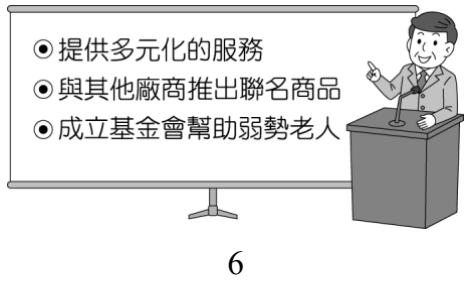 ◉提供多元化的服務
◉與其他廠商推出聯名商品
◉成立基金會幫助弱勢老人
6